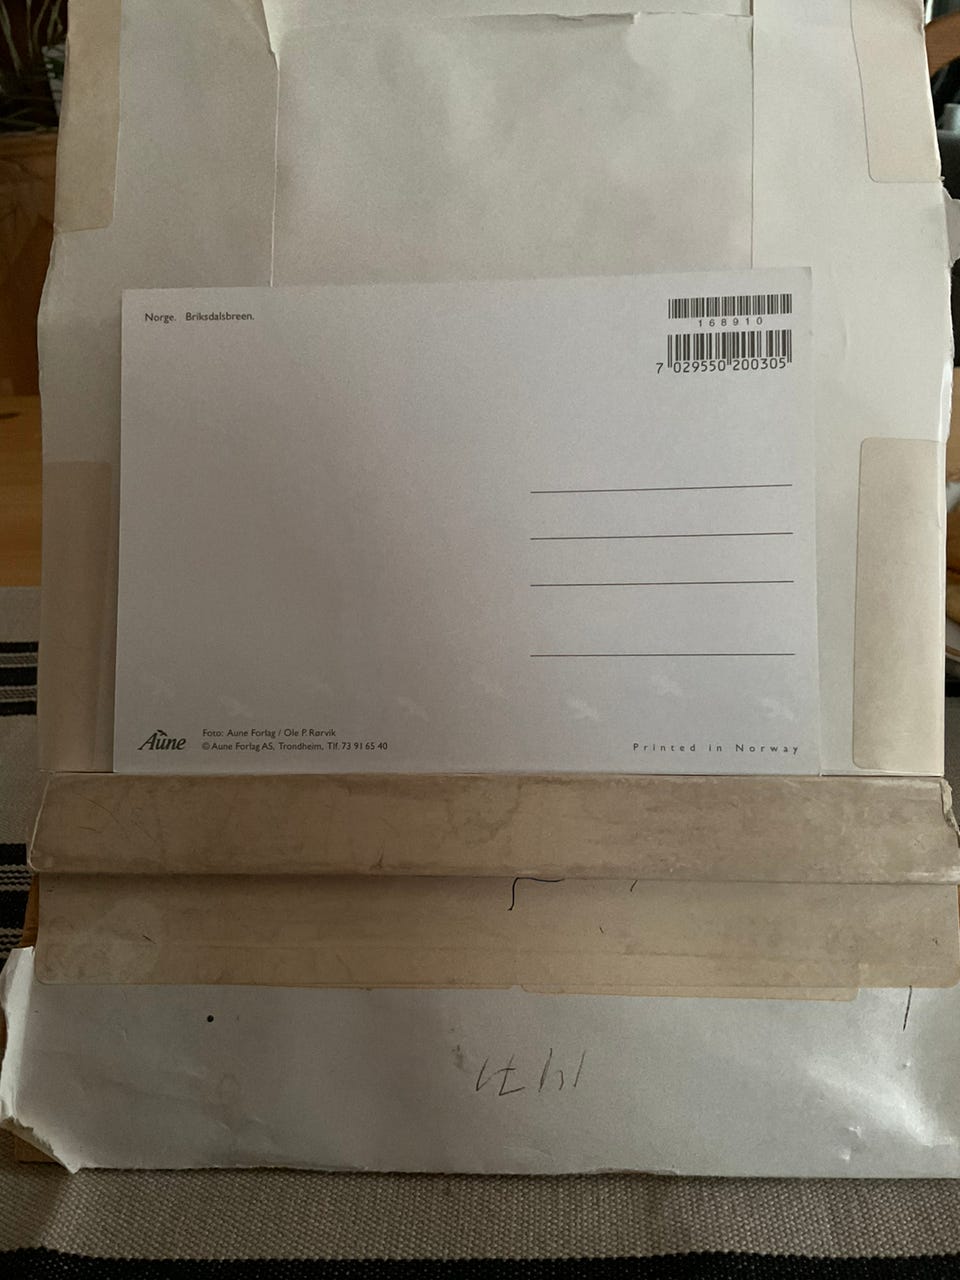 Norge. Briksdalsbreen.
168910
7 029550 200305
Aune
Foto: Aune Forlag / Ole P. Rørvik
© Aune Forlag AS, Trondheim, Tlf. 73 91 65 40
Printed in Norway